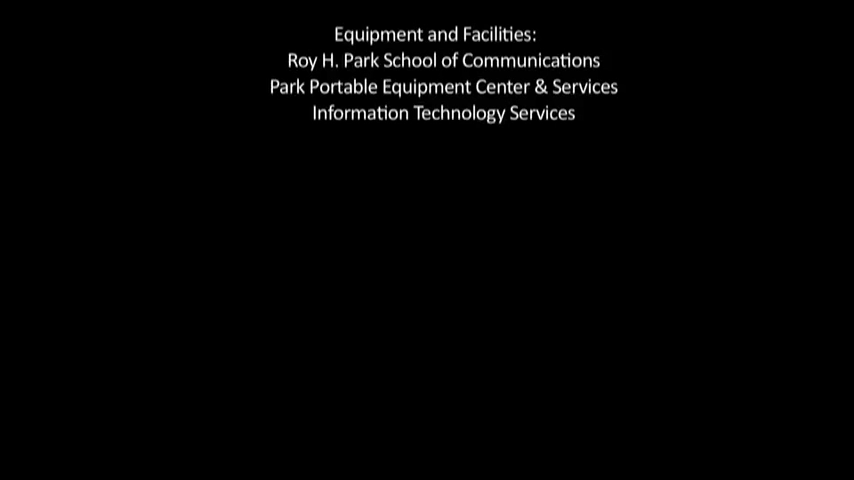 Equipment and Facilities:
Roy H. Park School of Communications
Park Portable Equipment Center & Services
Information Technology Services